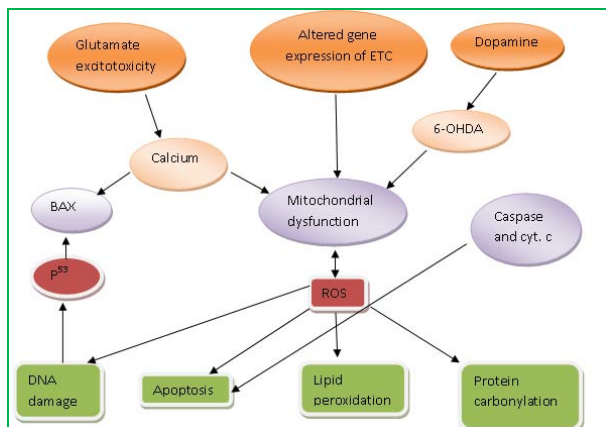 Glutamate
excitotoxicity
Altered gene
expression of ETC
Dopamine
6-OHDA
Calcium
BAX
Mitochondrial
dysfunction
Caspase
and cyt. c
P⁵³
ROS
DNA
damage
Apoptosis
Lipid
peroxidation
Protein
carbonylation